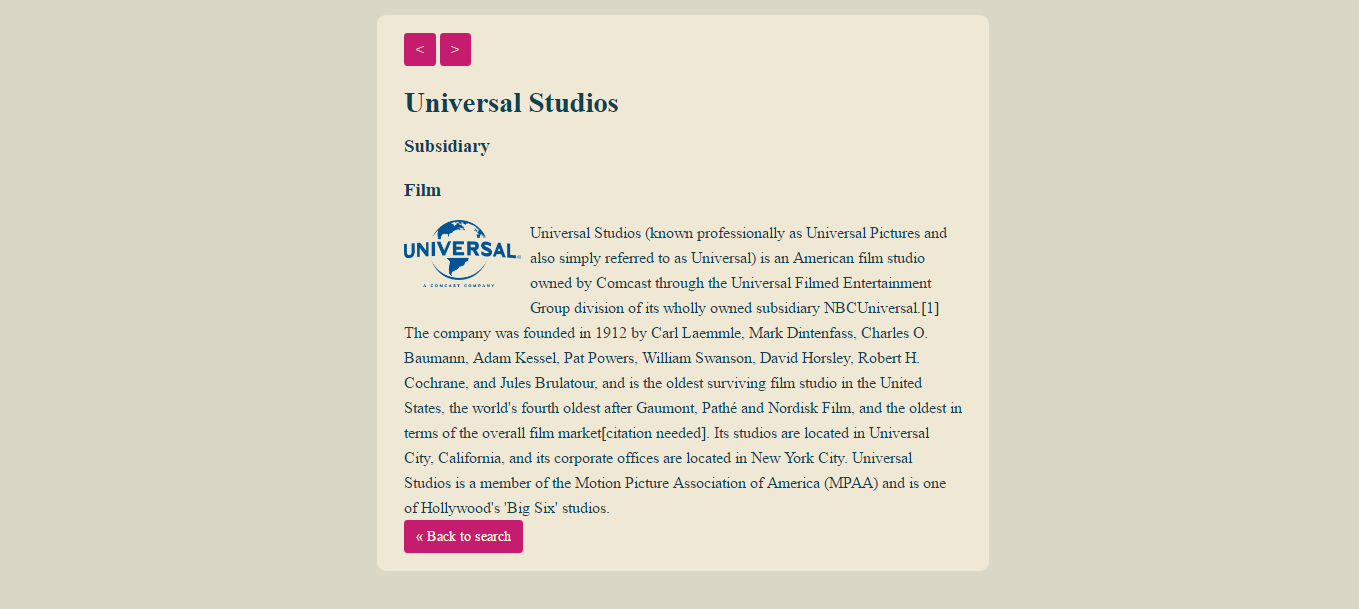 < >
Universal Studios
Subsidiary
Film
UNIVERSAL®
A COMCAST COMPANY
Universal Studios (known professionally as Universal Pictures and
also simply referred to as Universal) is an American film studio
owned by Comcast through the Universal Filmed Entertainment
Group division of its wholly owned subsidiary NBCUniversal.[1]
The company was founded in 1912 by Carl Laemmle, Mark Dintenfass, Charles O.
Baumann, Adam Kessel, Pat Powers, William Swanson, David Horsley, Robert H.
Cochrane, and Jules Brulatour, and is the oldest surviving film studio in the United
States, the world's fourth oldest after Gaumont, Pathé and Nordisk Film, and the oldest in
terms of the overall film market[citation needed]. Its studios are located in Universal
City, California, and its corporate offices are located in New York City. Universal
Studios is a member of the Motion Picture Association of America (MPAA) and is one
of Hollywood's 'Big Six' studios.
« Back to search